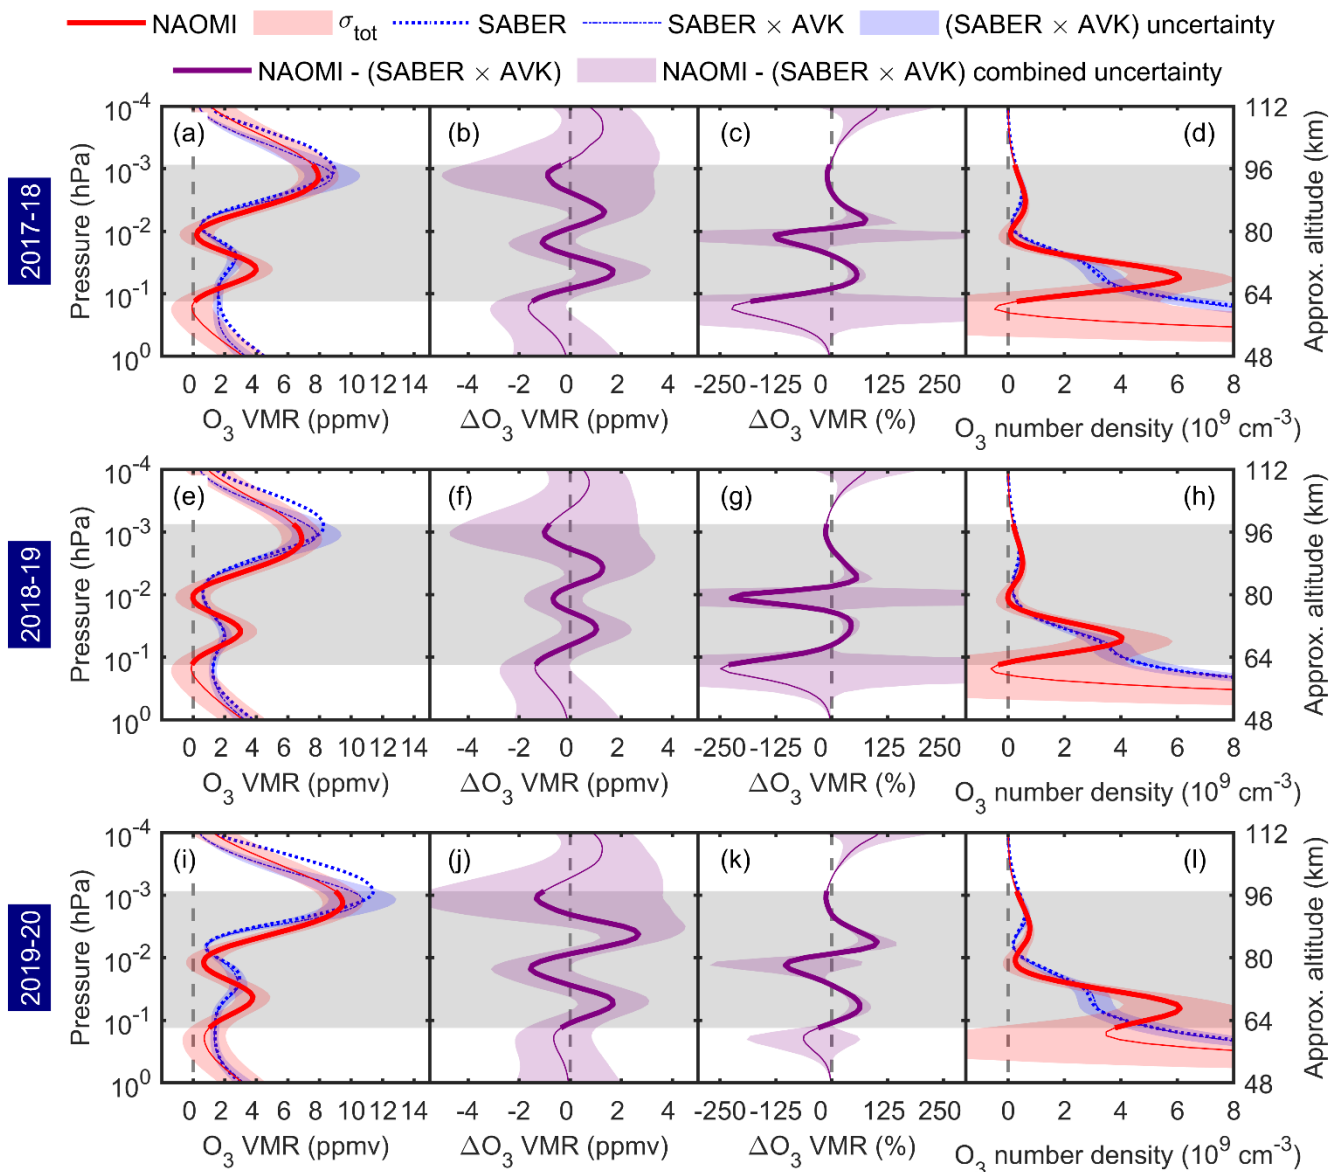 NAOMI σtot SABER SABER × AVK (SABER × AVK) uncertainty
NAOMI - (SABER × AVK) NAOMI - (SABER × AVK) combined uncertainty
2017-18
Pressure (hPa)
10-4
10-3
10-2
10-1
100
(a) (b) (c) (d)
112
96
80
64
48
Approx. altitude (km)
0 2 4 6 8 10 12 14
-4 -2 0 2 4
-250 -125 0 125 250
0 2 4 6 8
O3 VMR (ppmv)
ΔO3 VMR (ppmv)
ΔO3 VMR (%)
O3 number density (109 cm-3)
2018-19
Pressure (hPa)
10-4
10-3
10-2
10-1
100
(e) (f) (g) (h)
112
96
80
64
48
Approx. altitude (km)
0 2 4 6 8 10 12 14
-4 -2 0 2 4
-250 -125 0 125 250
0 2 4 6 8
O3 VMR (ppmv)
ΔO3 VMR (ppmv)
ΔO3 VMR (%)
O3 number density (109 cm-3)
2019-20
Pressure (hPa)
10-4
10-3
10-2
10-1
100
(i) (j) (k) (l)
112
96
80
64
48
Approx. altitude (km)
0 2 4 6 8 10 12 14
-4 -2 0 2 4
-250 -125 0 125 250
0 2 4 6 8
O3 VMR (ppmv)
ΔO3 VMR (ppmv)
ΔO3 VMR (%)
O3 number density (109 cm-3)